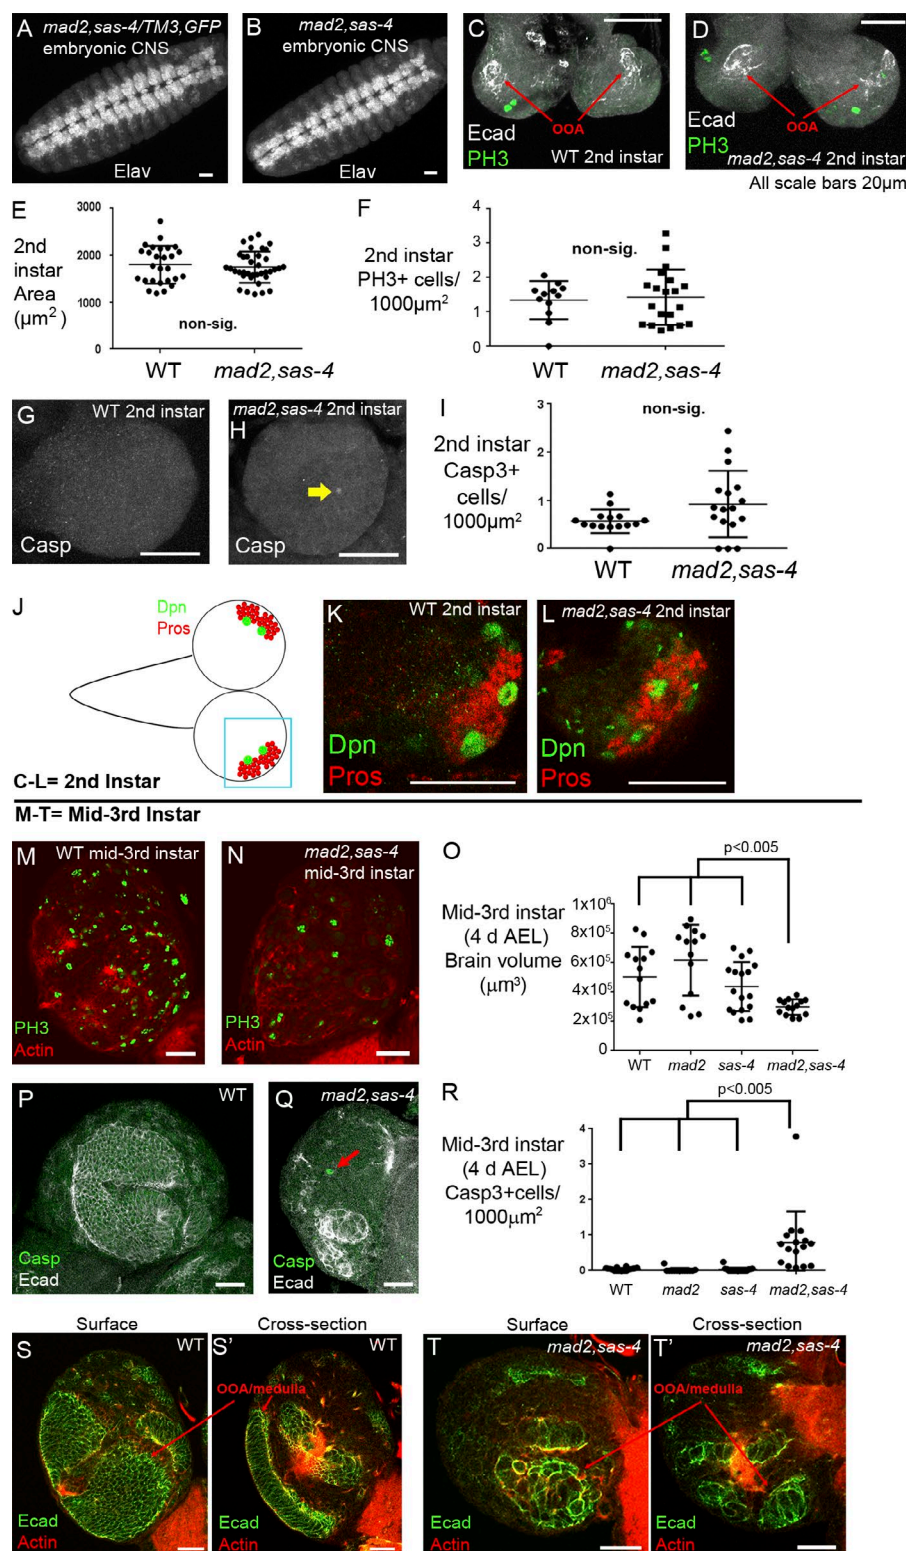 A mad2,sas-4/TM3,GFP
embryonic CNS
Elav
B mad2,sas-4
embryonic CNS
Elav
C
OOA
Ecad
PH3
WT 2nd instar
D
OOA
Ecad
PH3
mad2,sas-4 2nd instar
All scale bars 20μm
E
2nd
instar
Area
(μm²)
3000
2000
1000
0
non-sig.
WT
mad2,sas-4
F
2nd instar
PH3+ cells/
1000μm²
4
3
2
1
0
non-sig.
WT
mad2,sas-4
G WT 2nd instar
Casp
H mad2,sas-4 2nd instar
Casp
I
2nd instar
Casp3+
cells/
1000μm²
3
2
1
0
non-sig.
WT
mad2,sas-4
J
Dpn
Pros
C-L= 2nd Instar
K WT 2nd instar
Dpn
Pros
L mad2,sas-4 2nd instar
Dpn
Pros
M-T= Mid-3rd Instar
M WT mid-3rd instar
PH3
Actin
N mad2,sas-4
mid-3rd instar
PH3
Actin
O
p<0.005
Mid-3rd instar
(4 d AEL)
Brain volume
(μm³)
1x10⁶
8x10⁵
6x10⁵
4x10⁵
2x10⁵
0
WT mad2 sas-4 mad2,sas-4
P WT
Casp
Ecad
Q mad2,sas-4
Casp
Ecad
R
p<0.005
Mid-3rd instar
(4 d AEL)
Casp3+cells/
1000μm²
4
3
2
1
0
WT mad2 sas-4 mad2,sas-4
Surface
S WT
Ecad
Actin
Cross-section
S' WT
OOA/medulla
Ecad
Actin
Surface
T mad2,sas-4
Ecad
Actin
Cross-section
T' mad2,sas-4
OOA/medulla
Ecad
Actin